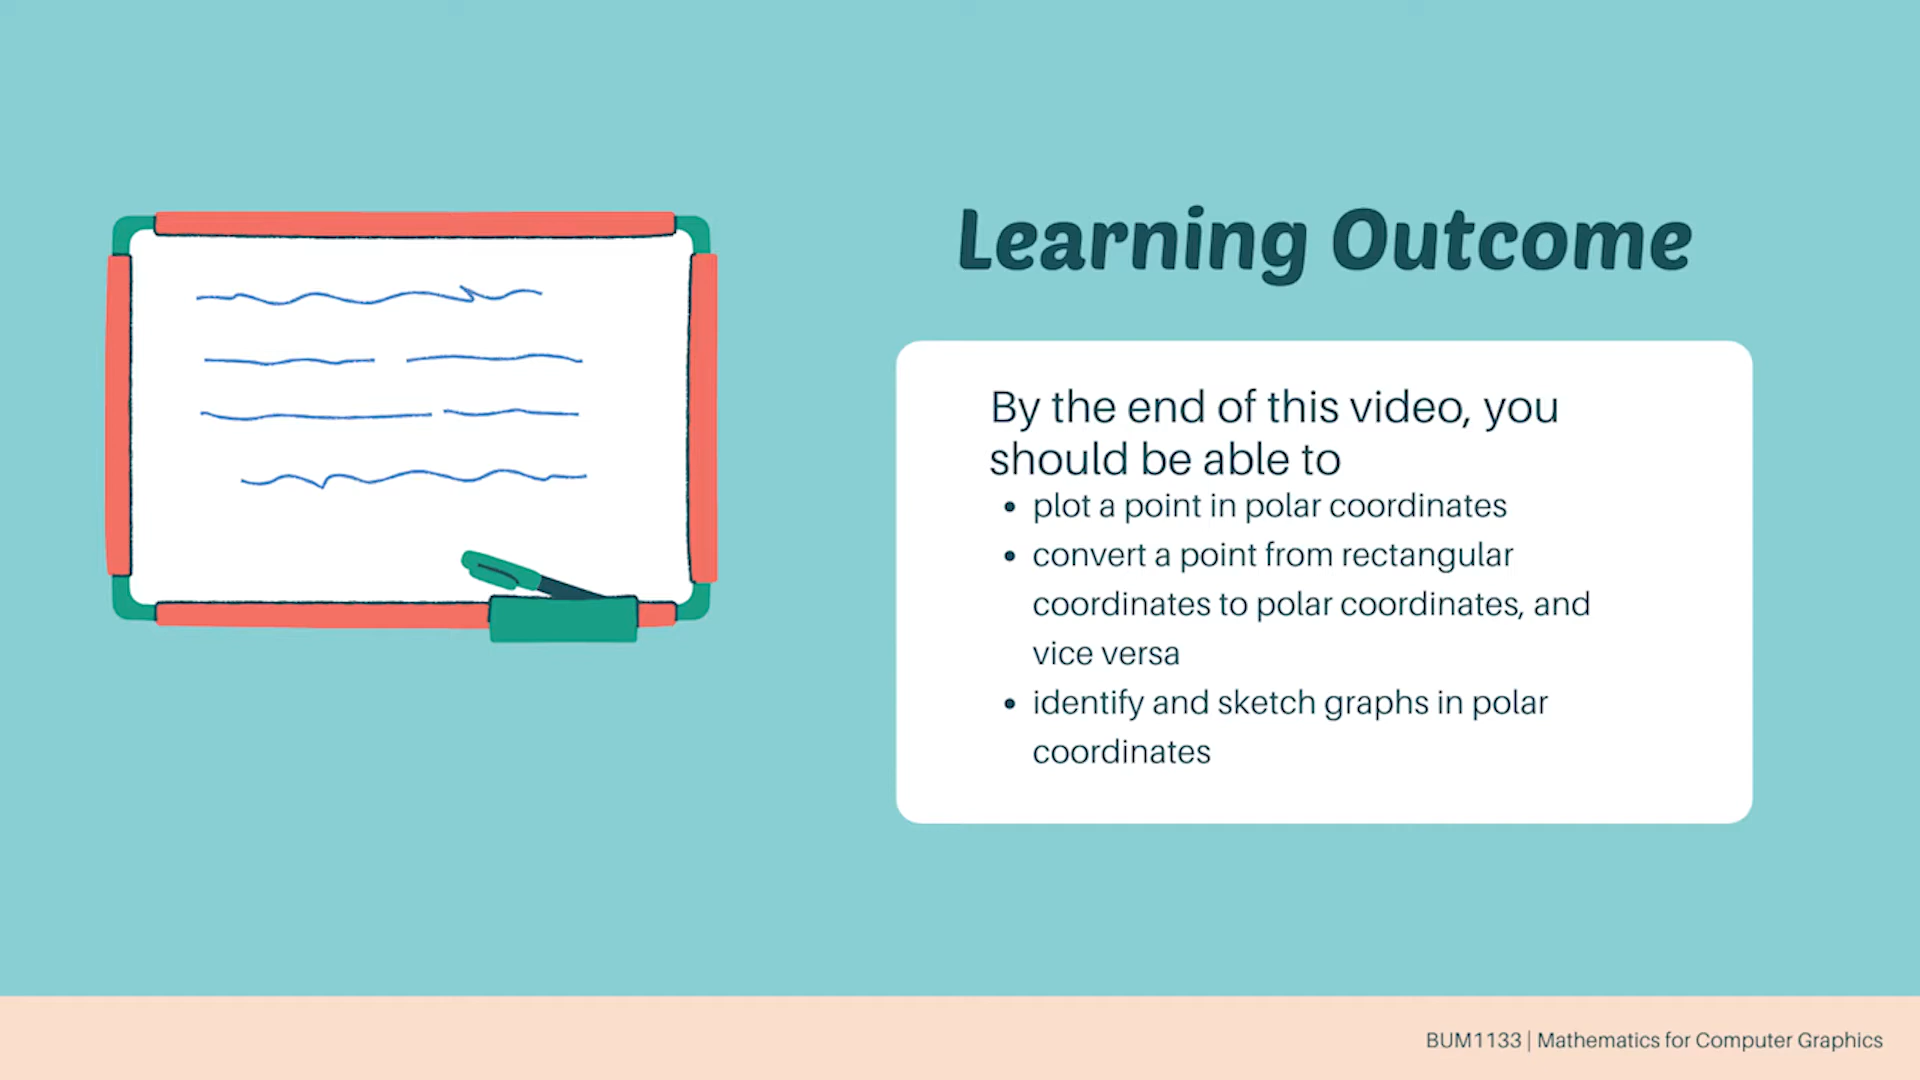 Learning Outcome
By the end of this video, you
should be able to
• plot a point in polar coordinates
• convert a point from rectangular
coordinates to polar coordinates, and
vice versa
• identify and sketch graphs in polar
coordinates
BUM1133 | Mathematics for Computer Graphics